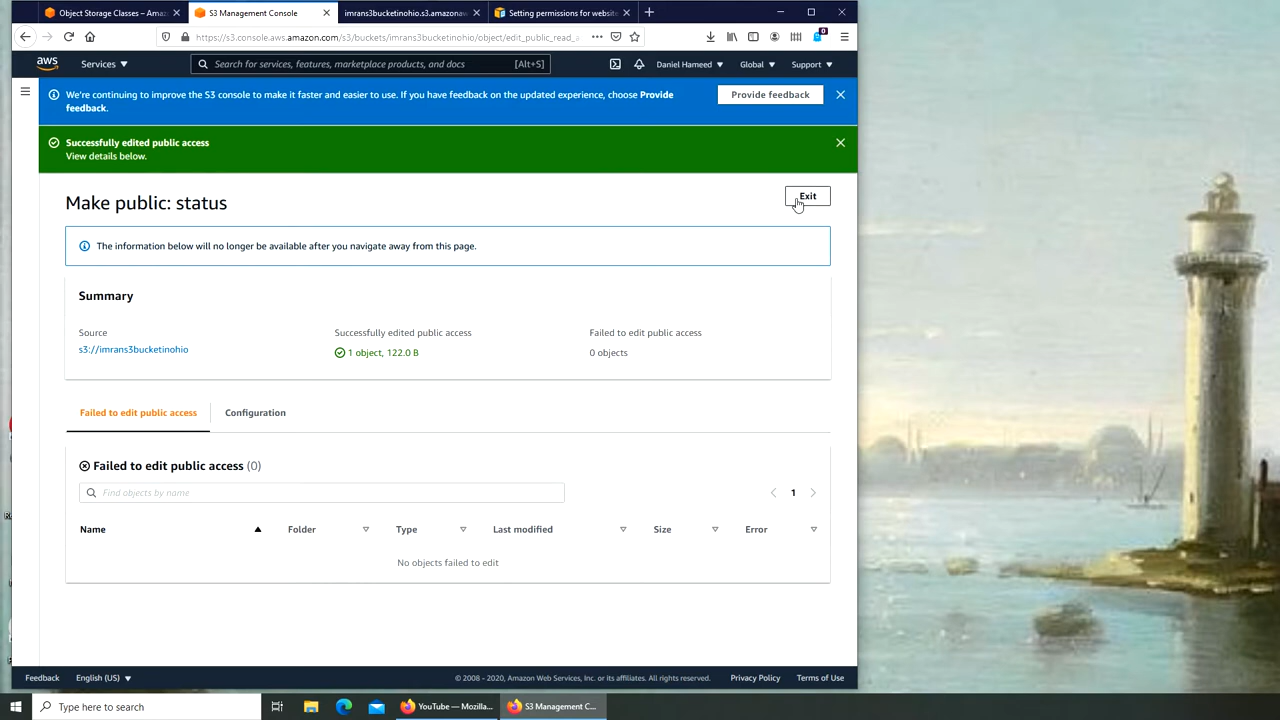 Object Storage Classes – Amaz
S3 Management Console
imrans3bucketinohio.s3.amazonaw
Setting permissions for website
https://s3.console.aws.amazon.com/s3/buckets/imrans3bucketinohio/object/edit_public_read_a
0
aws
Services
Search for services, features, marketplace products, and docs
[Alt+S]
Daniel Hameed
Global
Support
We're continuing to improve the S3 console to make it faster and easier to use. If you have feedback on the updated experience, choose Provide
feedback.
Provide feedback
Successfully edited public access
View details below.
Make public: status
Exit
The information below will no longer be available after you navigate away from this page.
Summary
Source
Successfully edited public access
Failed to edit public access
s3://imrans3bucketinohio
1 object, 122.0 B
0 objects
Failed to edit public access
Configuration
Failed to edit public access (0)
Find objects by name
1
Name
Folder
Type
Last modified
Size
Error
No objects failed to edit
Feedback
English (US)
© 2008 - 2020, Amazon Web Services, Inc. or its affiliates. All rights reserved.
Privacy Policy
Terms of Use
Type here to search
YouTube — Mozilla...
S3 Management C...